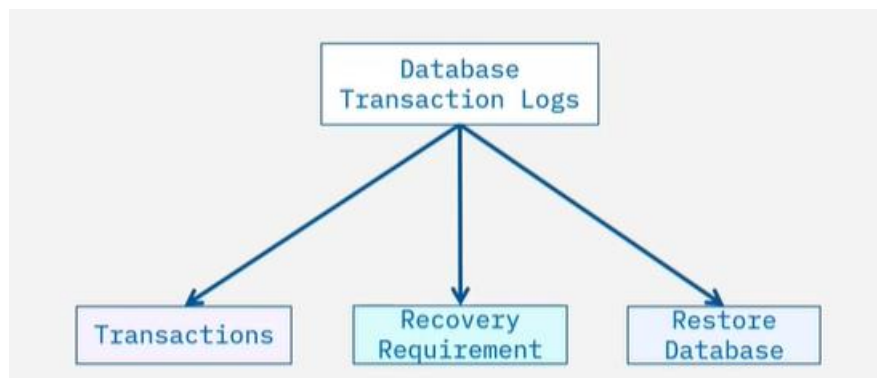 Database
Transaction Logs
Transactions
Recovery
Requirement
Restore
Database